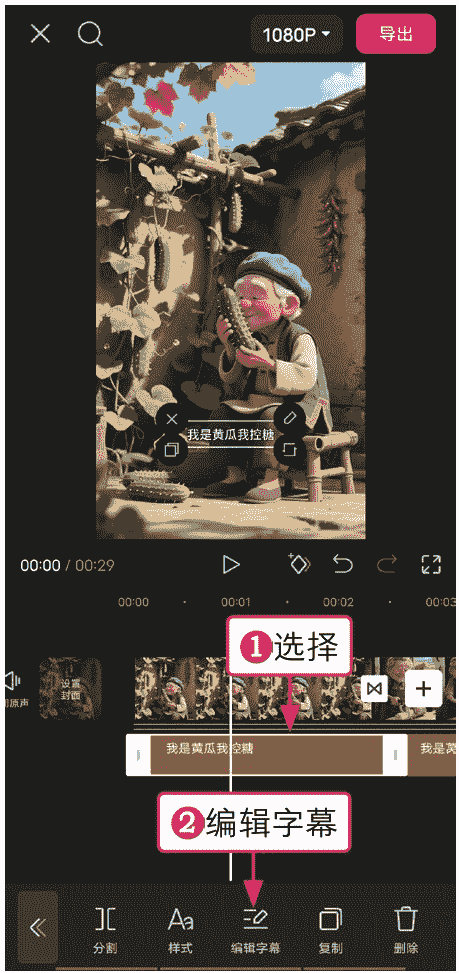 1080P
导出
我是黄瓜我控糖
00:00 / 00:29
00:00
00:01
00:02
00:03
❶选择
设置
封面
原声
我是黄瓜我控糖
我是
❷编辑字幕
分割
样式
编辑字幕
复制
删除